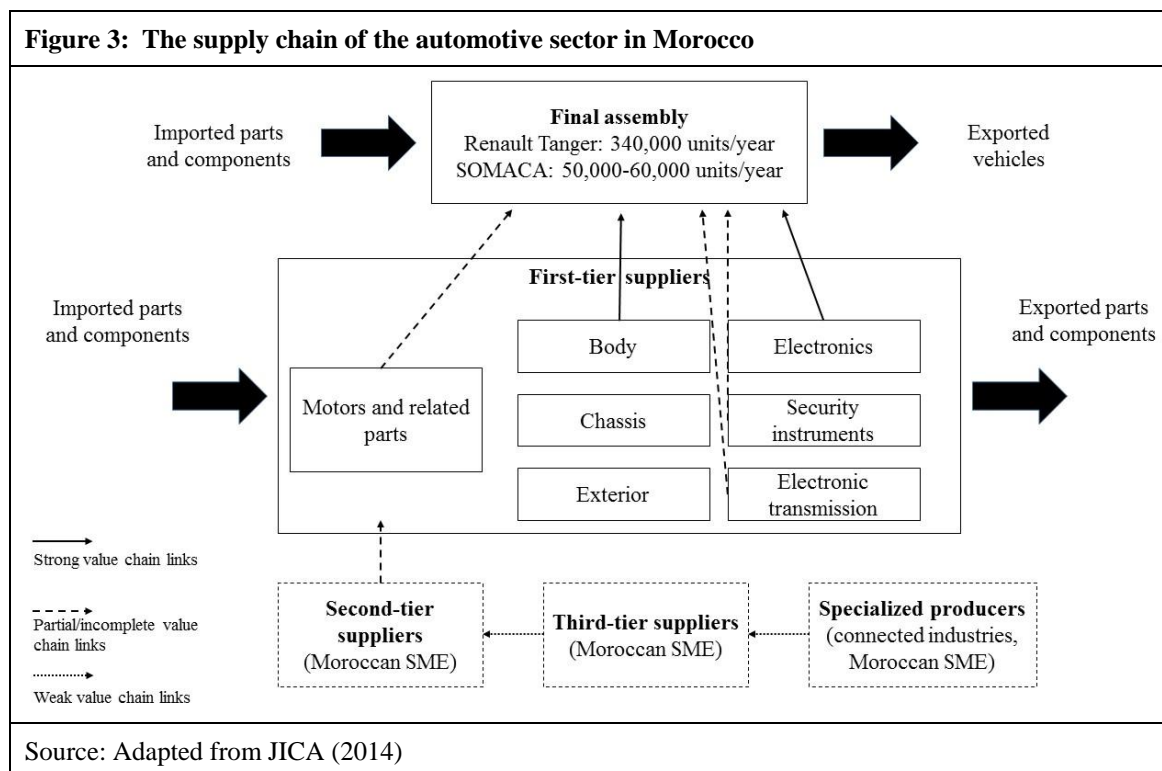 Figure 3:  The supply chain of the automotive sector in Morocco
Imported parts
and components
Final assembly
Renault Tanger: 340,000 units/year
SOMACA: 50,000-60,000 units/year
Exported
vehicles
Imported parts
and components
First-tier suppliers
Exported parts
and components
Motors and related
parts
Body
Electronics
Chassis
Security
instruments
Exterior
Electronic
transmission
Strong value chain links
Partial/incomplete value
chain links
Weak value chain links
Second-tier
suppliers
(Moroccan SME)
Third-tier suppliers
(Moroccan SME)
Specialized producers
(connected industries,
Moroccan SME)
Source: Adapted from JICA (2014)